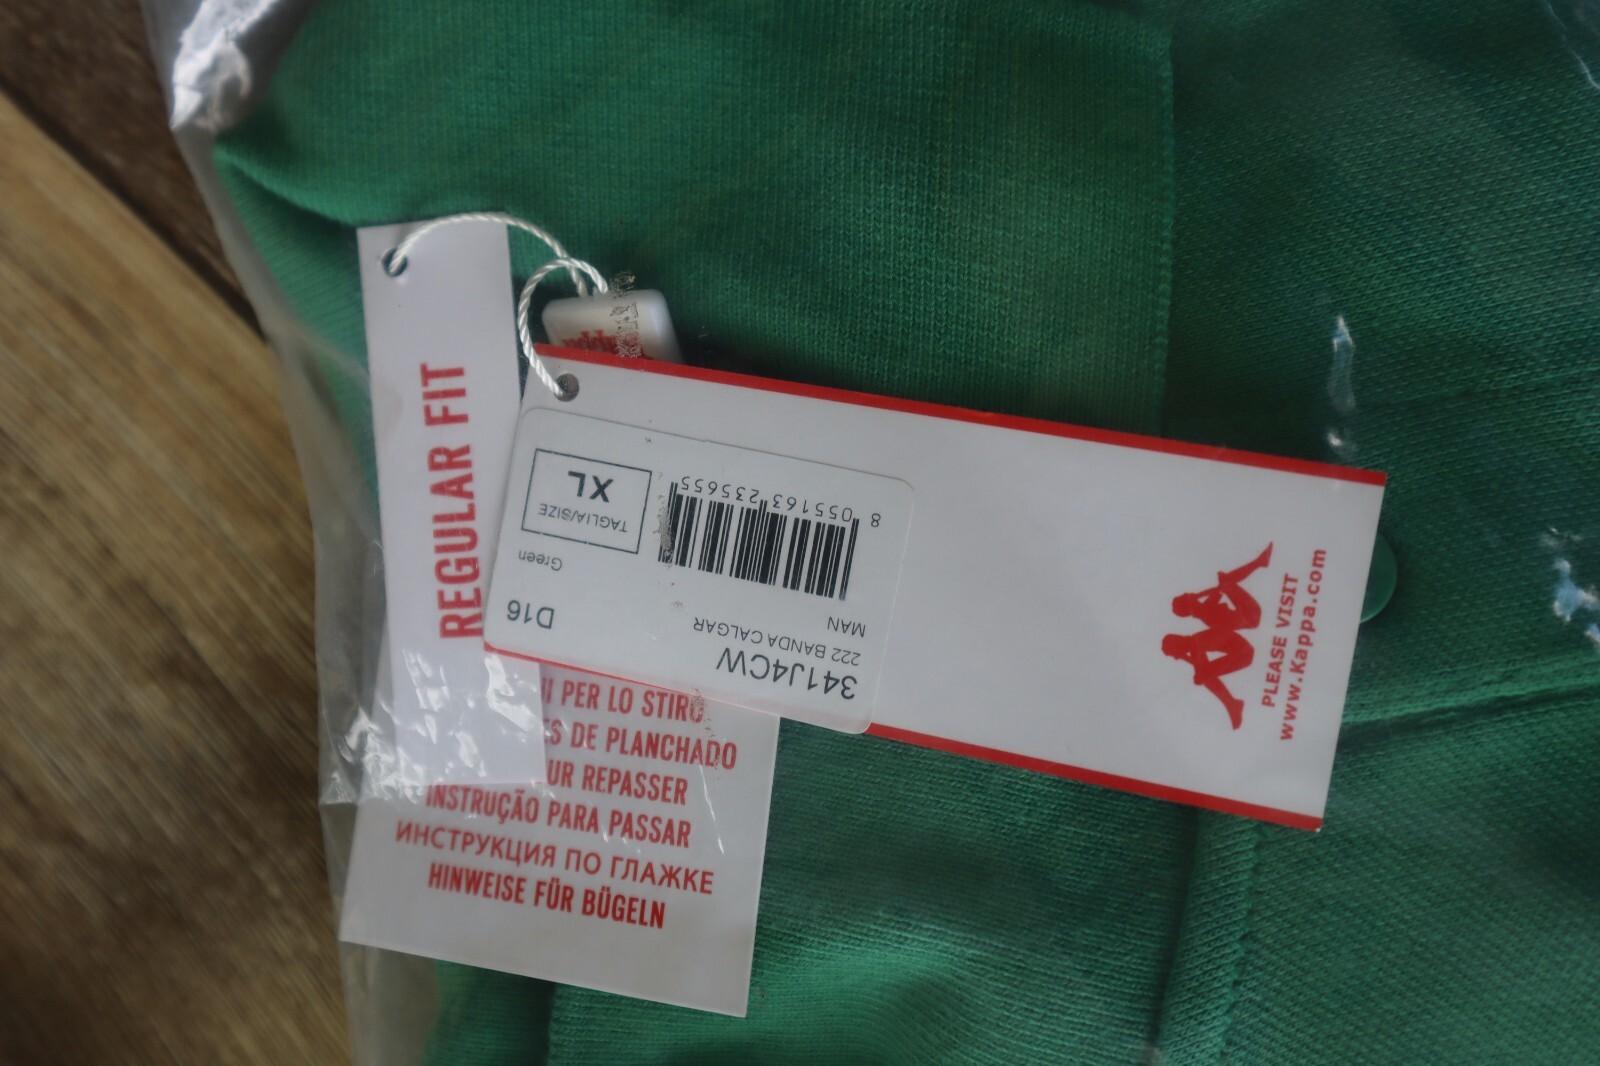 REGULAR FIT
341J4CW
222 BANDA CALGAR
MAN
D16
Green
TAGLIA/SIZE
XL
8 055163 235655
PLEASE VISIT
www.Kappa.com
PER LO STIRO
DE PLANCHADO
REPASSER
INSTRUÇÃO PARA PASSAR
ИНСТРУКЦИЯ ПО ГЛАЖКЕ
HINWEISE FÜR BÜGELN